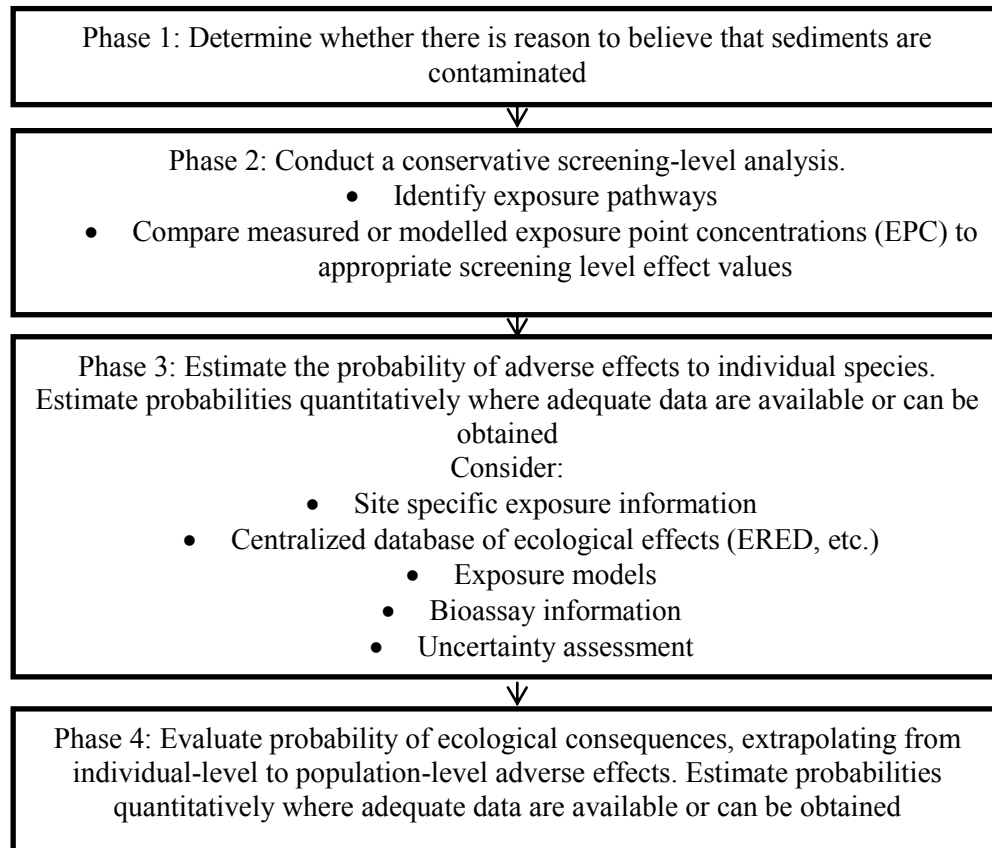 Phase 1: Determine whether there is reason to believe that sediments are
contaminated
Phase 2: Conduct a conservative screening-level analysis.
• Identify exposure pathways
• Compare measured or modelled exposure point concentrations (EPC) to
appropriate screening level effect values
Phase 3: Estimate the probability of adverse effects to individual species.
Estimate probabilities quantitatively where adequate data are available or can be
obtained
Consider:
• Site specific exposure information
• Centralized database of ecological effects (ERED, etc.)
• Exposure models
• Bioassay information
• Uncertainty assessment
Phase 4: Evaluate probability of ecological consequences, extrapolating from
individual-level to population-level adverse effects. Estimate probabilities
quantitatively where adequate data are available or can be obtained